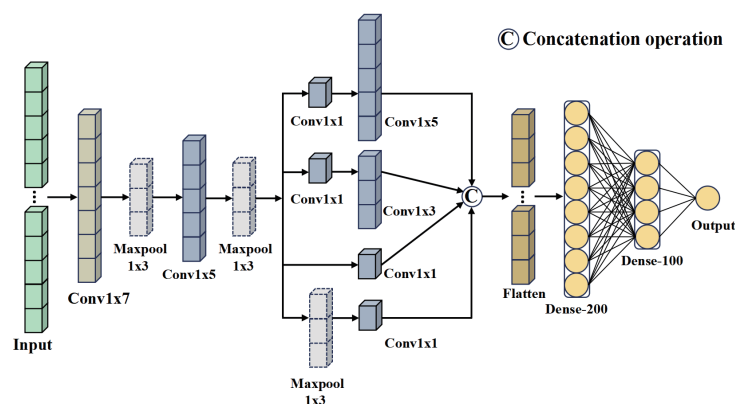 C Concatenation operation
Conv1x1
Conv1x5
Conv1x1
Conv1x3
C
Maxpool
1x3
Conv1x5
Maxpool
1x3
Conv1x1
Conv1x7
Flatten
Dense-200
Dense-100
Output
Input
Conv1x1
Maxpool
1x3